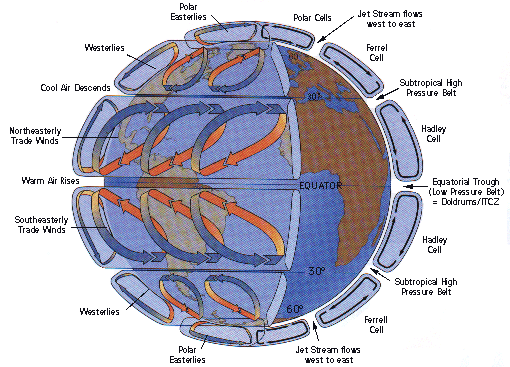 Polar
Easterlies
Polar Cells
Jet Stream flows
west to east
Westerlies
Ferrel
Cell
Cool Air Descends
Subtropical High
Pressure Belt
30°
Northeasterly
Trade Winds
Hadley
Cell
Warm Air Rises
EQUATOR
Equatorial Trough
(Low Pressure Belt)
= Doldrums/ITCZ
Southeasterly
Trade Winds
Hadley
Cell
30°
Subtropical High
Pressure Belt
Westerlies
60°
Ferrell
Cell
Polar
Easterlies
Jet Stream flows
west to east